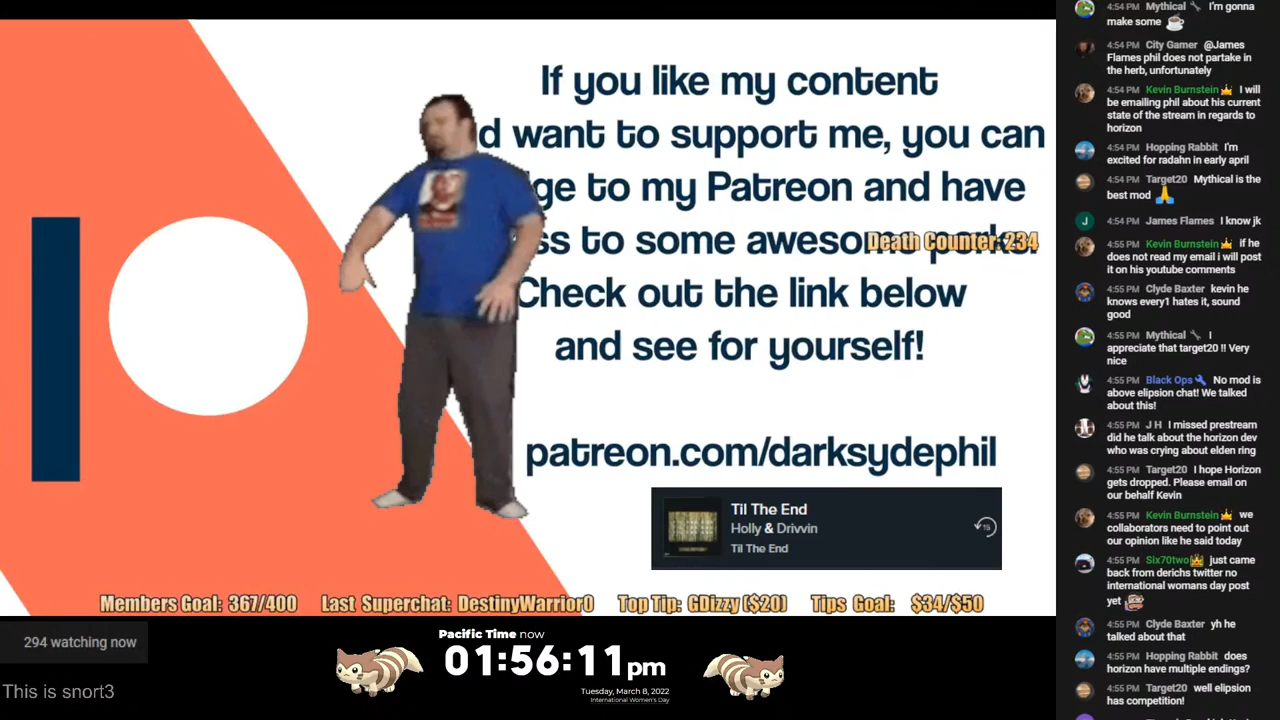 If you like my content
d want to support me, you can
ge to my Patreon and have
ss to some awesome perks.
Death Counter: 234
Check out the link below
and see for yourself!
patreon.com/darksydephil
Til The End
Holly & Drivvin
Til The End
15
Members Goal: 367/400 Last Superchat: DestinyWarrior0 Top Tip: GDizzy ($20) Tips Goal: $34/$50
294 watching now
This is snort3
Pacific Time now
01:56:11pm
Tuesday, March 8, 2022
International Women's Day
4:54 PM Mythical I'm gonna
make some
4:54 PM City Gamer @James
Flames phil does not partake in
the herb, unfortunately
4:54 PM Kevin Burnstein I will
be emailing phil about his current
state of the stream in regards to
horizon
4:54 PM Hopping Rabbit I'm
excited for radahn in early april
4:54 PM Target20 Mythical is the
best mod
J
4:54 PM James Flames I know jk
4:55 PM Kevin Burnstein if he
does not read my email i will post
it on his youtube comments
4:55 PM Clyde Baxter kevin he
knows every1 hates it, sound
good
4:55 PM Mythical I
appreciate that target20 !! Very
nice
4:55 PM Black Ops No mod is
above elipsion chat! We talked
about this!
4:55 PM J H I missed prestream
did he talk about the horizon dev
who was crying about elden ring
4:55 PM Target20 I hope Horizon
gets dropped. Please email on
our behalf Kevin
4:55 PM Kevin Burnstein we
collaborators need to point out
our opinion like he said today
4:55 PM Six70two just came
back from derichs twitter no
international womans day post
yet
4:55 PM Clyde Baxter yh he
talked about that
4:55 PM Hopping Rabbit does
horizon have multiple endings?
4:55 PM Target20 well elipsion
has competition!